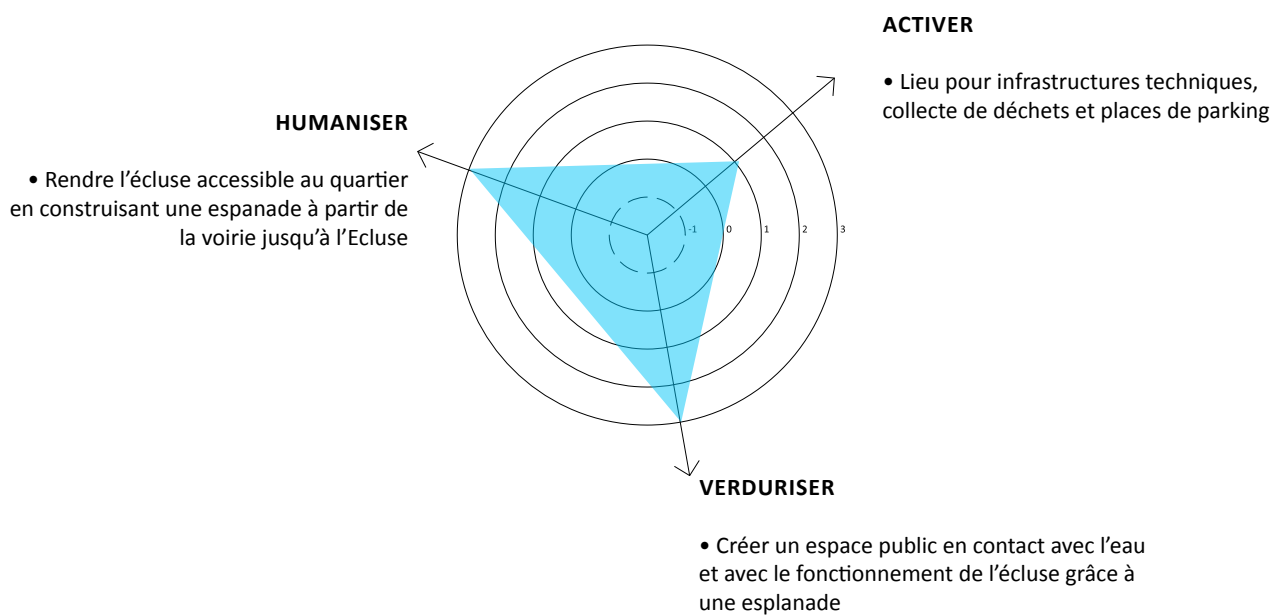 ACTIVER
• Lieu pour infrastructures techniques,
collecte de déchets et places de parking
HUMANISER
• Rendre l’écluse accessible au quartier
en construisant une espanade à partir de
la voirie jusqu’à l’Ecluse
-1
0
1
2
3
VERDURISER
• Créer un espace public en contact avec l’eau
et avec le fonctionnement de l’écluse grâce à
une esplanade